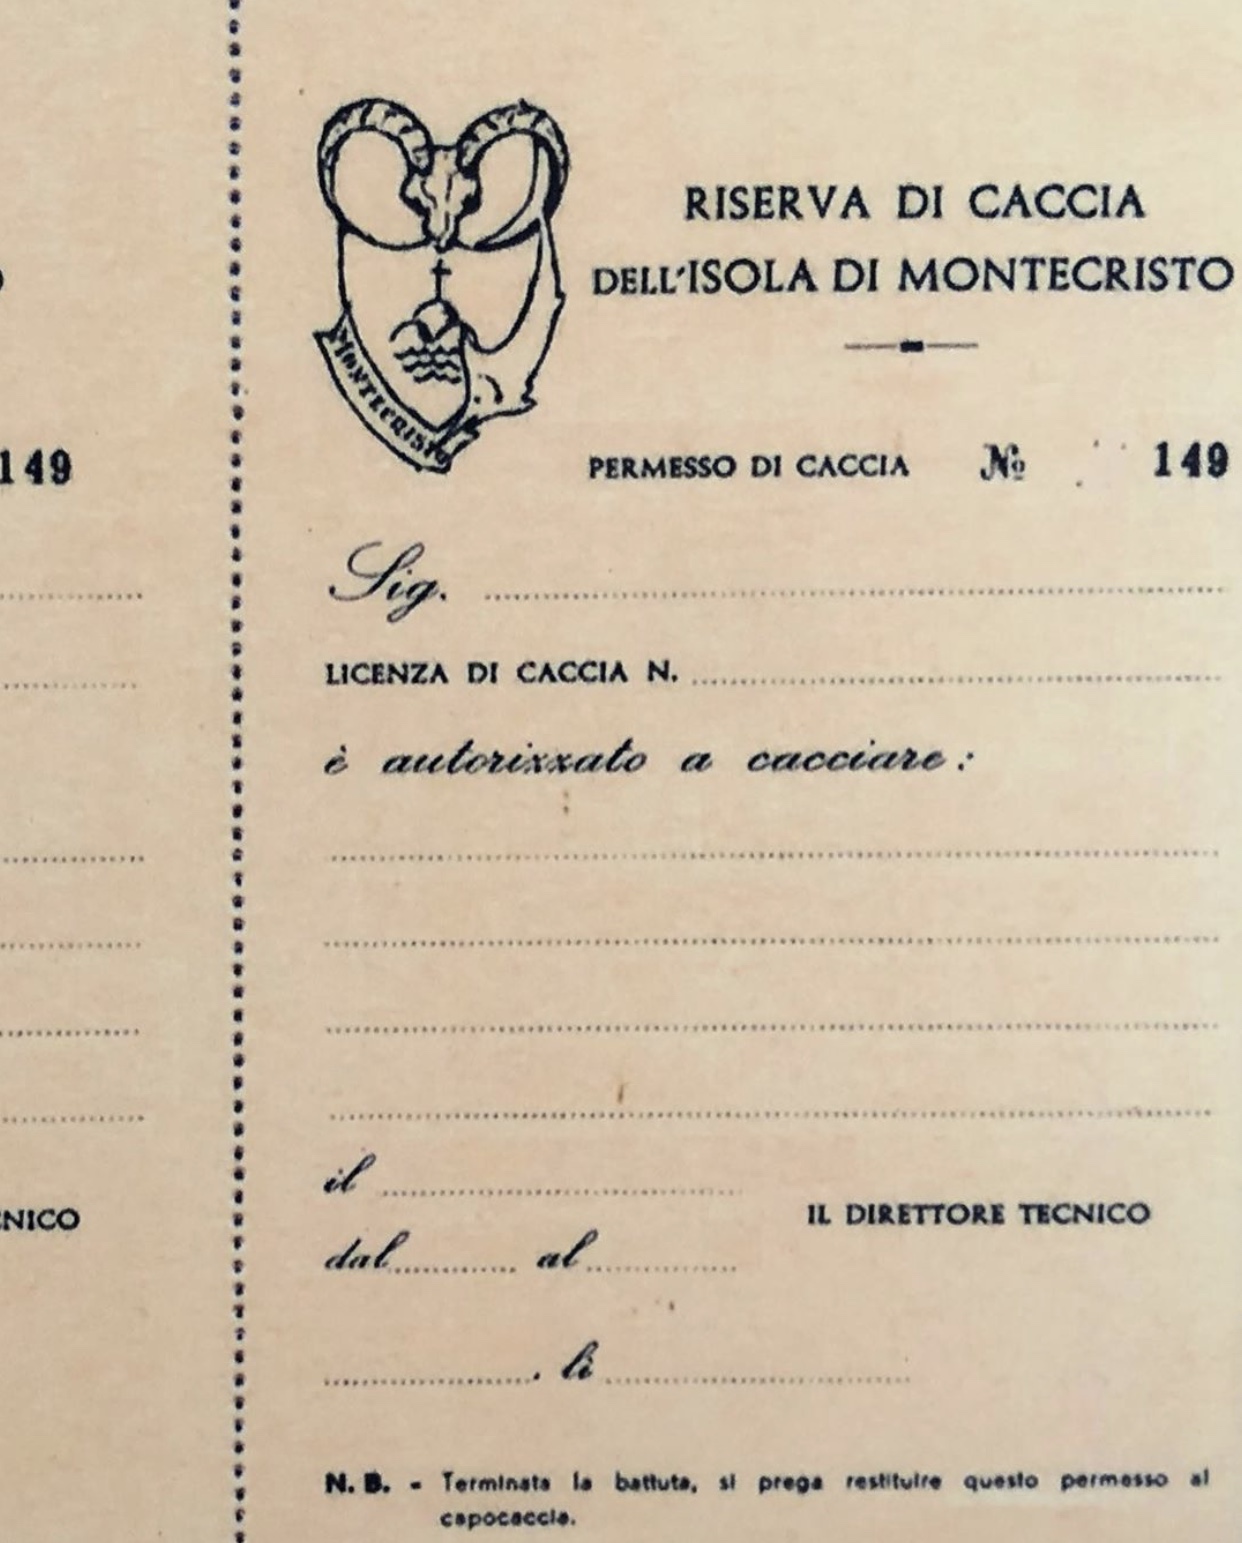 RISERVA DI CACCIA
DELL'ISOLA DI MONTECRISTO
MONTECRISTO
PERMESSO DI CACCIA № 149
149
Sig.
LICENZA DI CACCIA N.
è autorizzato a cacciare:
il
IL DIRETTORE TECNICO
NICO
dal al
, lì
N. B. - Terminata la battuta, si prega restituire questo permesso al
capocaccia.